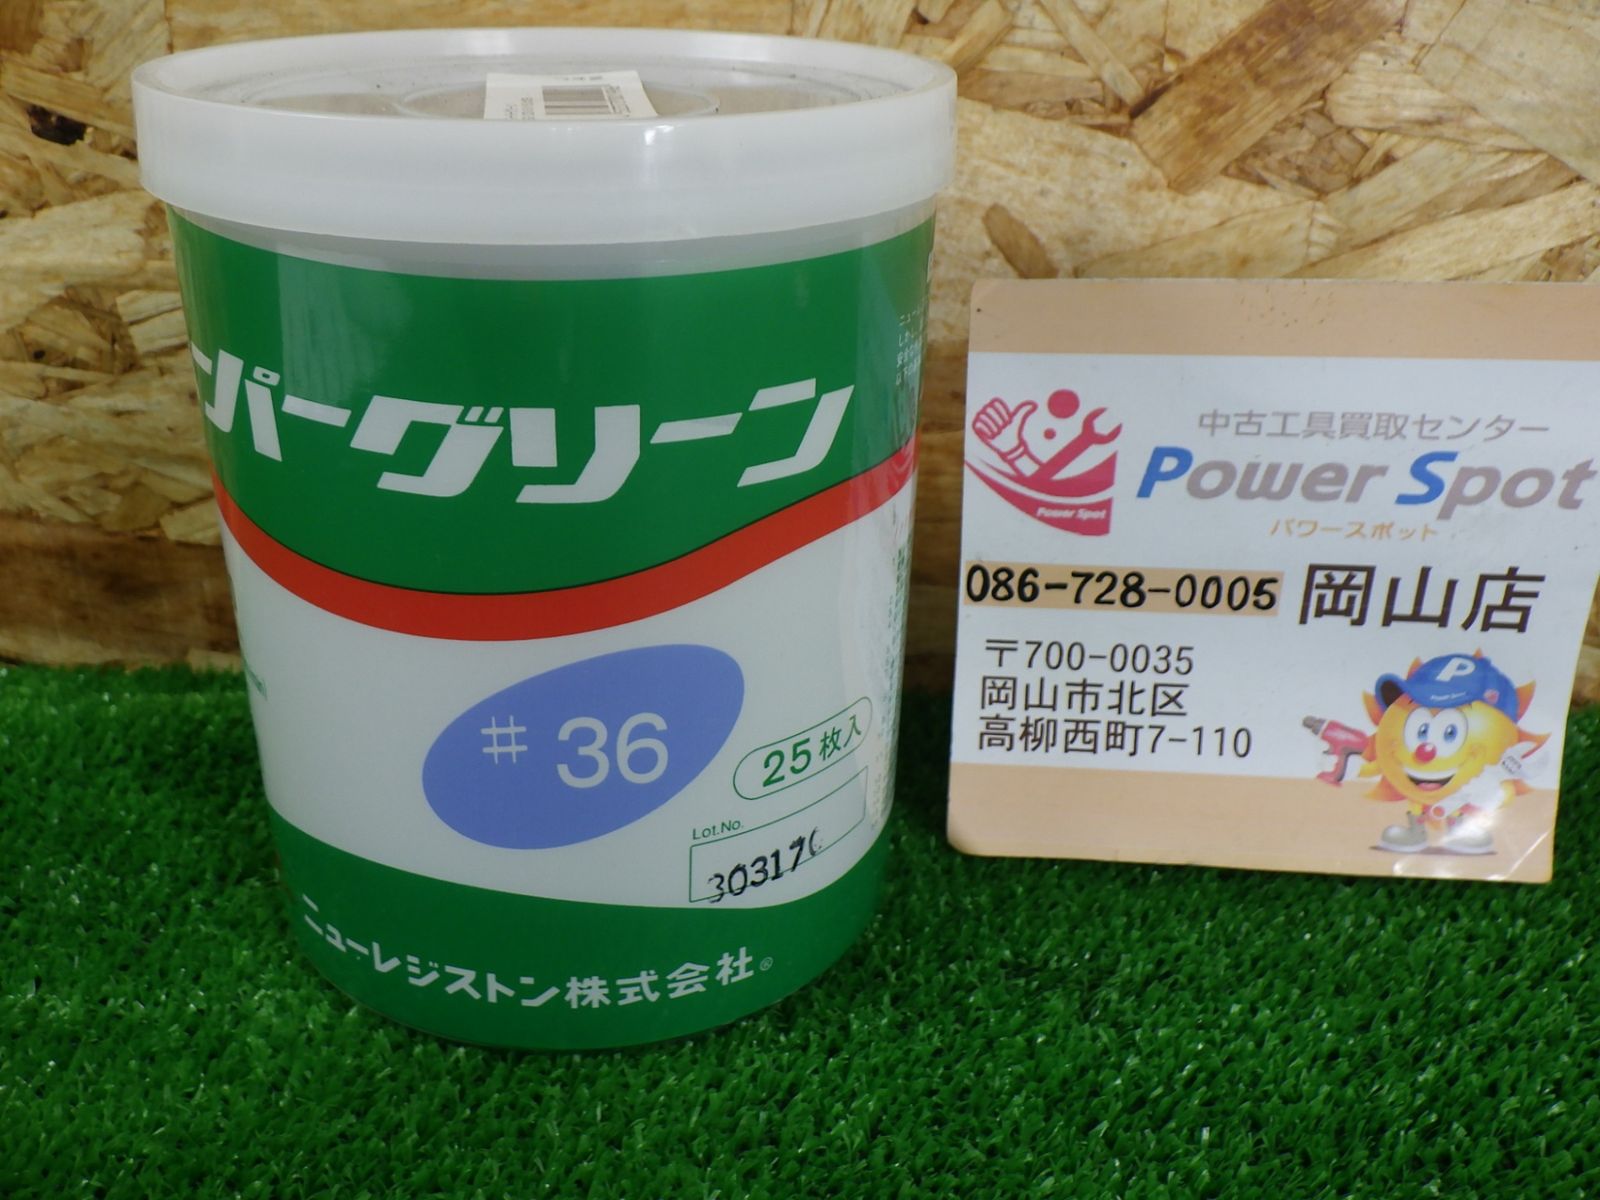 ーパーグリーン
# 36
25枚入
Lot.No.
303170
ニューレジストン株式会社®
中古工具買取センター
Power Spot
パワースポット
Power Spot
086-728-0005 岡山店
〒700-0035
岡山市北区
高柳西町7-110
P